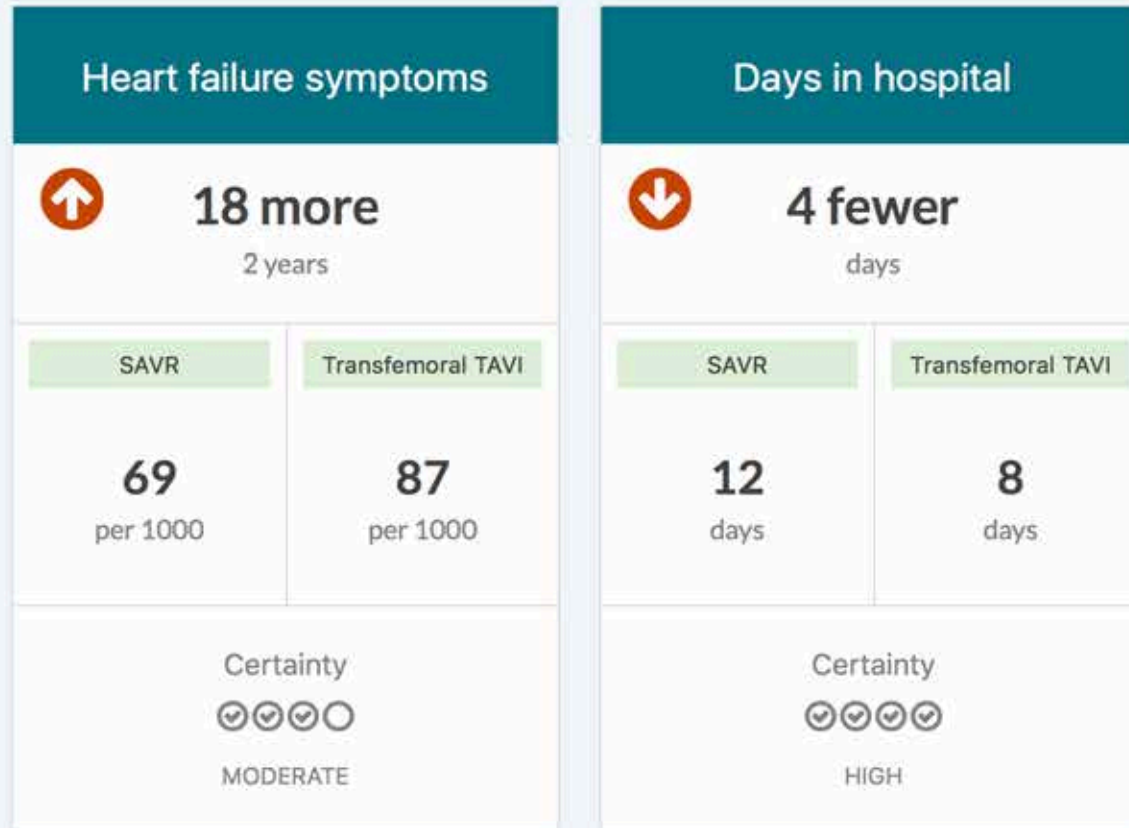 Heart failure symptoms
18 more
2 years
SAVR
Transfemoral TAVI
69
per 1000
87
per 1000
Certainty
MODERATE
Days in hospital
4 fewer
days
SAVR
Transfemoral TAVI
12
days
8
days
Certainty
HIGH